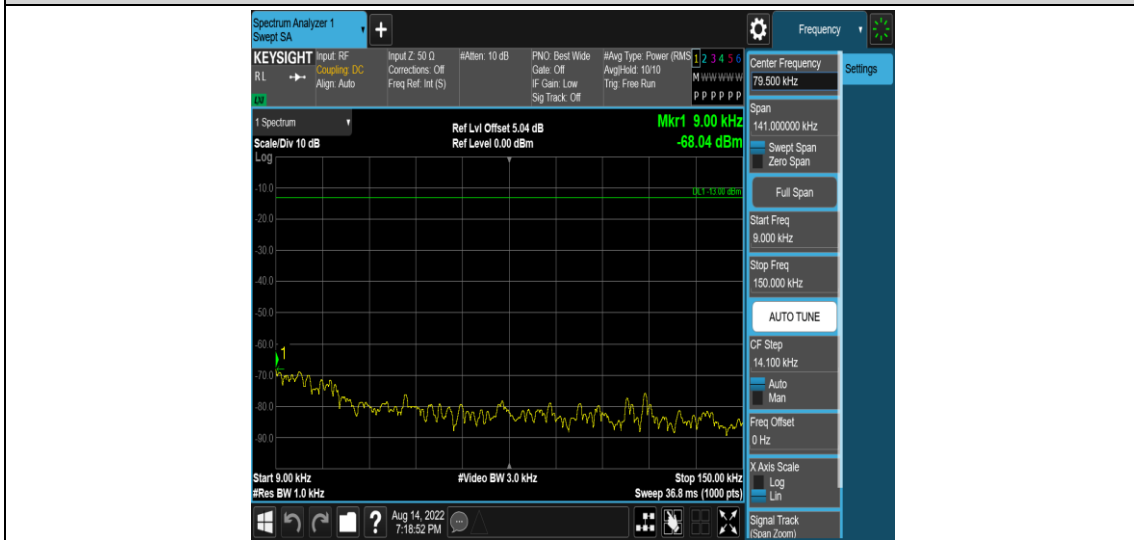 Spectrum Analyzer 1
Swept SA
Frequency
KEYSIGHT
RL
LXI
Input: RF
Coupling: DC
Align: Auto
Input Z: 50 Ω
Corrections: Off
Freq Ref: Int (S)
#Atten: 10 dB
PNO: Best Wide
Gate: Off
IF Gain: Low
Sig Track: Off
#Avg Type: Power (RMS
Avg|Hold: 10/10
Trig: Free Run
1 2 3 4 5 6
M W W W W W
P P P P P P
1 Spectrum
Scale/Div 10 dB
Log
Ref Lvl Offset 5.04 dB
Ref Level 0.00 dBm
Mkr1 9.00 kHz
-68.04 dBm
DL1 -13.00 dBm
-10.0
-20.0
-30.0
-40.0
-50.0
-60.0
1
-70.0
-80.0
-90.0
Start 9.00 kHz
#Res BW 1.0 kHz
#Video BW 3.0 kHz
Stop 150.00 kHz
Sweep 36.8 ms (1000 pts)
?
Aug 14, 2022
7:18:52 PM
Center Frequency
79.500 kHz
Settings
Span
141.000000 kHz
Swept Span
Zero Span
Full Span
Start Freq
9.000 kHz
Stop Freq
150.000 kHz
AUTO TUNE
CF Step
14.100 kHz
Auto
Man
Freq Offset
0 Hz
X Axis Scale
Log
Lin
Signal Track
(Span Zoom)